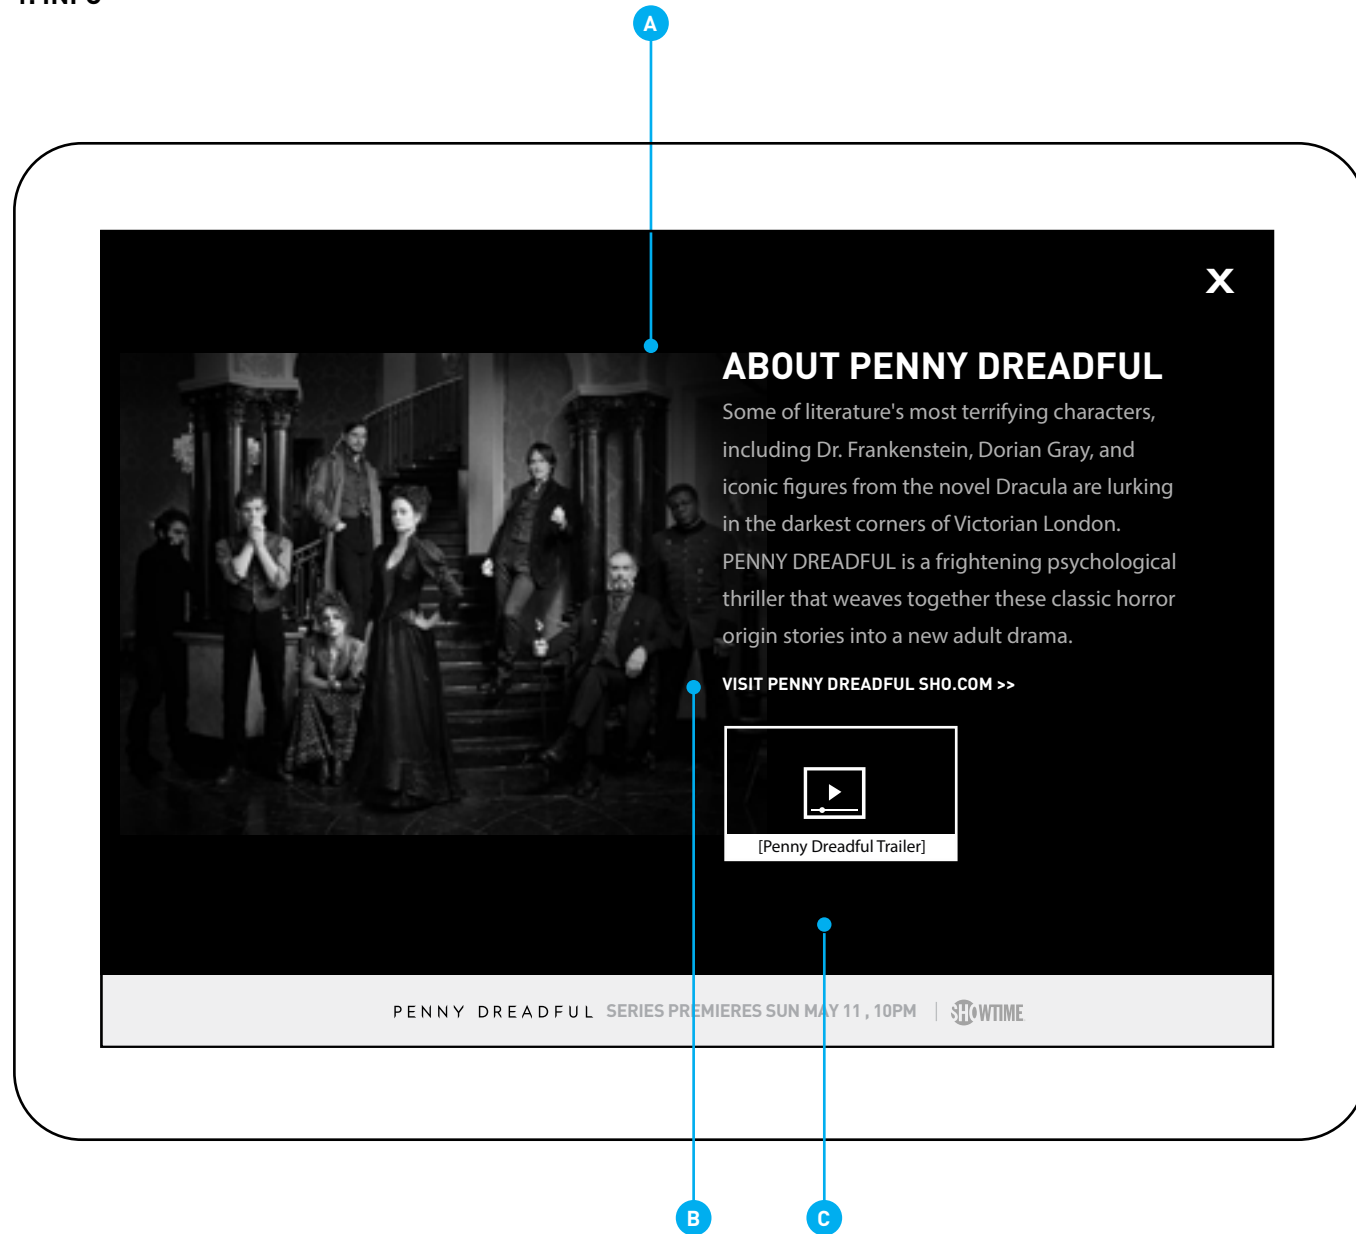 A
X
ABOUT PENNY DREADFUL
Some of literature's most terrifying characters,
including Dr. Frankenstein, Dorian Gray, and
iconic figures from the novel Dracula are lurking
in the darkest corners of Victorian London.
PENNY DREADFUL is a frightening psychological
thriller that weaves together these classic horror
origin stories into a new adult drama.
VISIT PENNY DREADFUL SHO.COM >>
[Penny Dreadful Trailer]
PENNY DREADFUL SERIES PREMIERES SUN MAY 11 , 10PM | SHOWTIME
B C